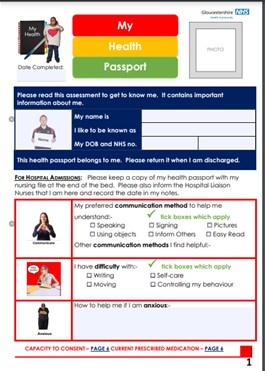 My Health
My
Health
Passport
Gloucestershire NHS
PHOTO
Date Completed:
Please read this assessment to get to know me. It contains important
information about me.
My name is
I like to be known as
My DOB and NHS no.
This health passport belongs to me. Please return it when I am discharged.
FOR HOSPITAL ADMISSIONS: Please keep a copy of my health passport with my
nursing file at the end of the bed. Please also inform the Hospital Liaison
Nurses that I am here and record the date in my notes.
My preferred communication method to help me
understand:- ✓ tick boxes which apply
☐ Speaking ☐ Signing ☐ Pictures
☐ Using objects ☐ Inform Others ☐ Easy Read
Other communication methods I find helpful:-
Communicate
I have difficulty with:- ✓ tick boxes which apply
☐ Writing ☐ Self-care
☐ Moving ☐ Controlling my behaviour
How to help me if I am anxious:-
Anxious
CAPACITY TO CONSENT – PAGE 6 CURRENT PRESCRIBED MEDICATION – PAGE 6
1